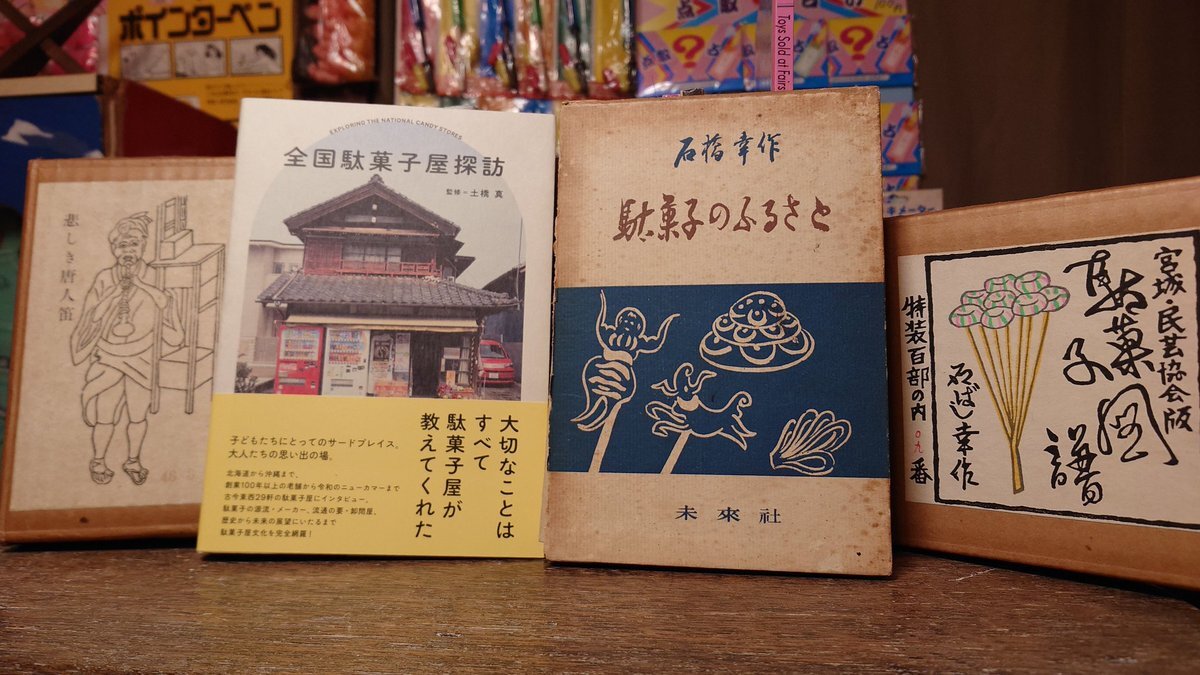 ポインターペン
点数
Toys Sold at Fairs
悲しき唐人笛
EXPLORING THE NATIONAL CANDY STORES
全国駄菓子屋探訪
監修=土橋 真
大切なことは
すべて
駄菓子屋が
教えてくれた
子どもたちにとってのサードプレイス。
大人たちの思い出の場。
北海道から沖縄まで、
創業100年以上の老舗から令和のニューカマーまで
古今東西29軒の駄菓子屋にインタビュー。
駄菓子の源流・メーカー、流通の要・卸問屋、
歴史から未来の展望にいたるまで
駄菓子屋文化を完全網羅!
石橋幸作
駄菓子のふるさと
未來社
宮城・民芸協会版
駄菓子風譜
石ばし幸作
特装百部の内 番